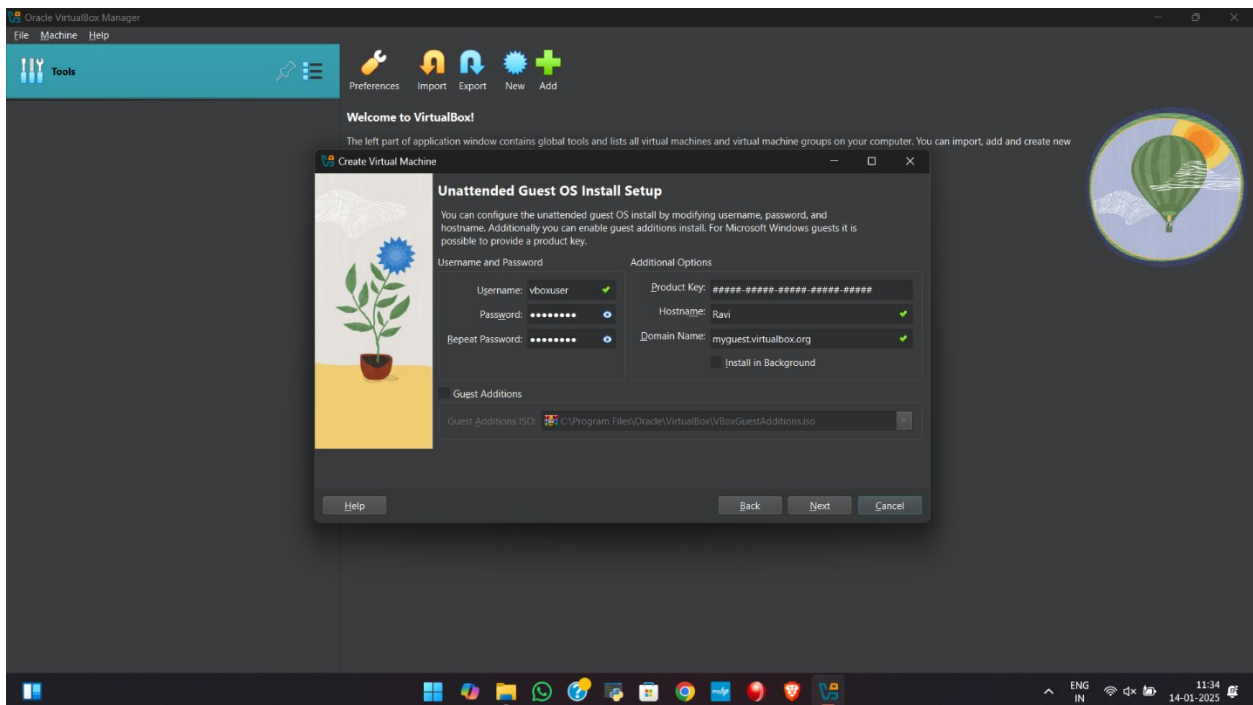 Oracle VirtualBox Manager
File Machine Help
Tools
Preferences Import Export New Add
Welcome to VirtualBox!
The left part of application window contains global tools and lists all virtual machines and virtual machine groups on your computer. You can import, add and create new
Create Virtual Machine
Unattended Guest OS Install Setup
You can configure the unattended guest OS install by modifying username, password, and
hostname. Additionally you can enable guest additions install. For Microsoft Windows guests it is
possible to provide a product key.
Username and Password Additional Options
Username: vboxuser Product Key: #####-#####-#####-#####-#####
Password: ●●●●●●●● Hostname: Ravi
Repeat Password: ●●●●●●●● Domain Name: myguest.virtualbox.org
Install in Background
Guest Additions
Guest Additions ISO: C:\Program Files\Oracle\VirtualBox\VBoxGuestAdditions.iso
Help Back Next Cancel
ENG 11:34
IN 14-01-2025